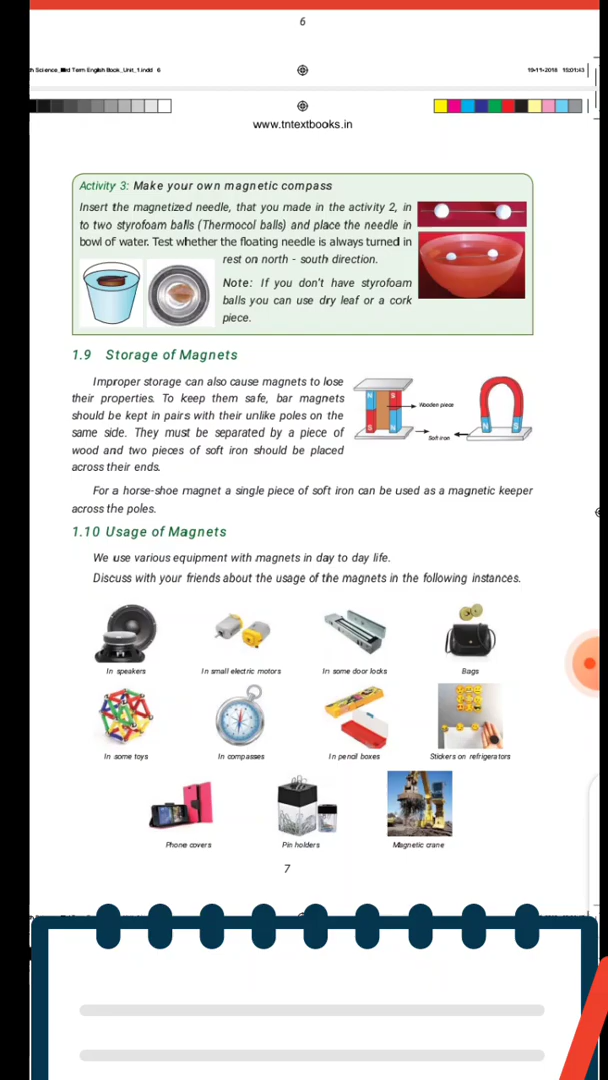 6
th Science_IIIrd Term English Book_Unit_1.indd 6
19-11-2018 15:01:43
www.tntextbooks.in
Activity 3: Make your own magnetic compass
Insert the magnetized needle, that you made in the activity 2, in
to two styrofoam balls (Thermocol balls) and place the needle in
bowl of water. Test whether the floating needle is always turned in
rest on north - south direction.
Note: If you don't have styrofoam
balls you can use dry leaf or a cork
piece.
1.9 Storage of Magnets
Improper storage can also cause magnets to lose
their properties. To keep them safe, bar magnets
should be kept in pairs with their unlike poles on the
same side. They must be separated by a piece of
wood and two pieces of soft iron should be placed
across their ends.
N S
Wooden piece
S N
Soft iron
N S
For a horse-shoe magnet a single piece of soft iron can be used as a magnetic keeper
across the poles.
1.10 Usage of Magnets
We use various equipment with magnets in day to day life.
Discuss with your friends about the usage of the magnets in the following instances.
In speakers
In small electric motors
In some door locks
Bags
In some toys
In compasses
In pencil boxes
Stickers on refrigerators
Phone covers
Pin holders
Magnetic crane
7